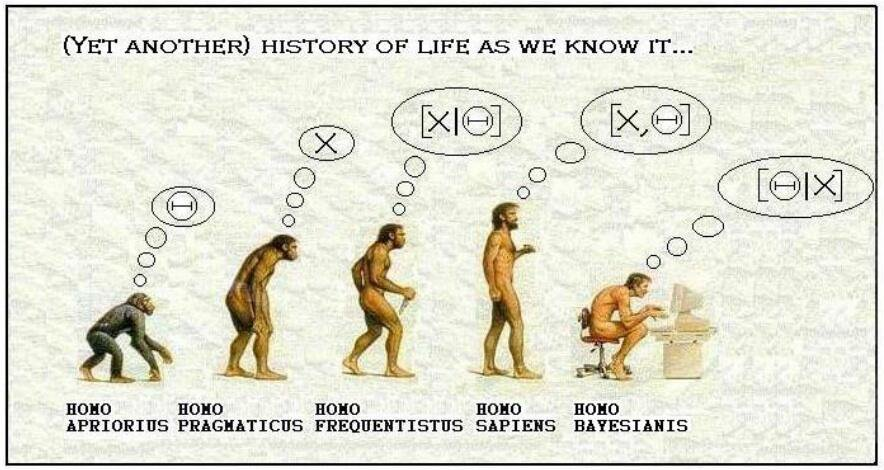 (YET ANOTHER) HISTORY OF LIFE AS WE KNOW IT...
Θ
X
[X|Θ]
[X,Θ]
[Θ|X]
HOMO APRIORIUS
HOMO PRAGMATICUS
HOMO FREQUENTISTUS
HOMO SAPIENS
HOMO BAYESIANIS